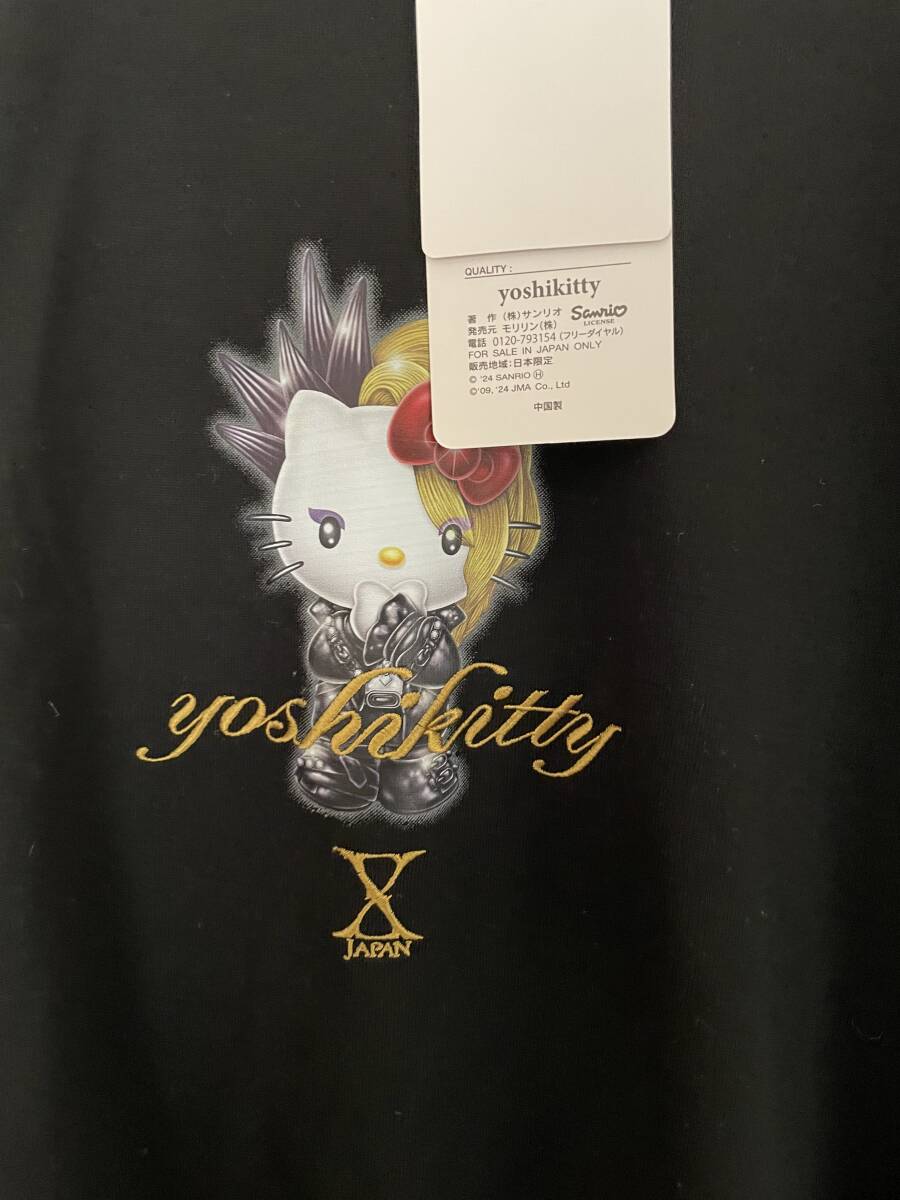 QUALITY :
yoshikitty
著 作 (株)サンリオ Sanrio LICENSE
発売元 モリリン(株)
電話 0120-793154 (フリーダイヤル)
FOR SALE IN JAPAN ONLY
販売地域:日本限定
© '24 SANRIO Ⓗ
©'09, '24 JMA Co., Ltd
中国製
yoshikitty
X
JAPAN